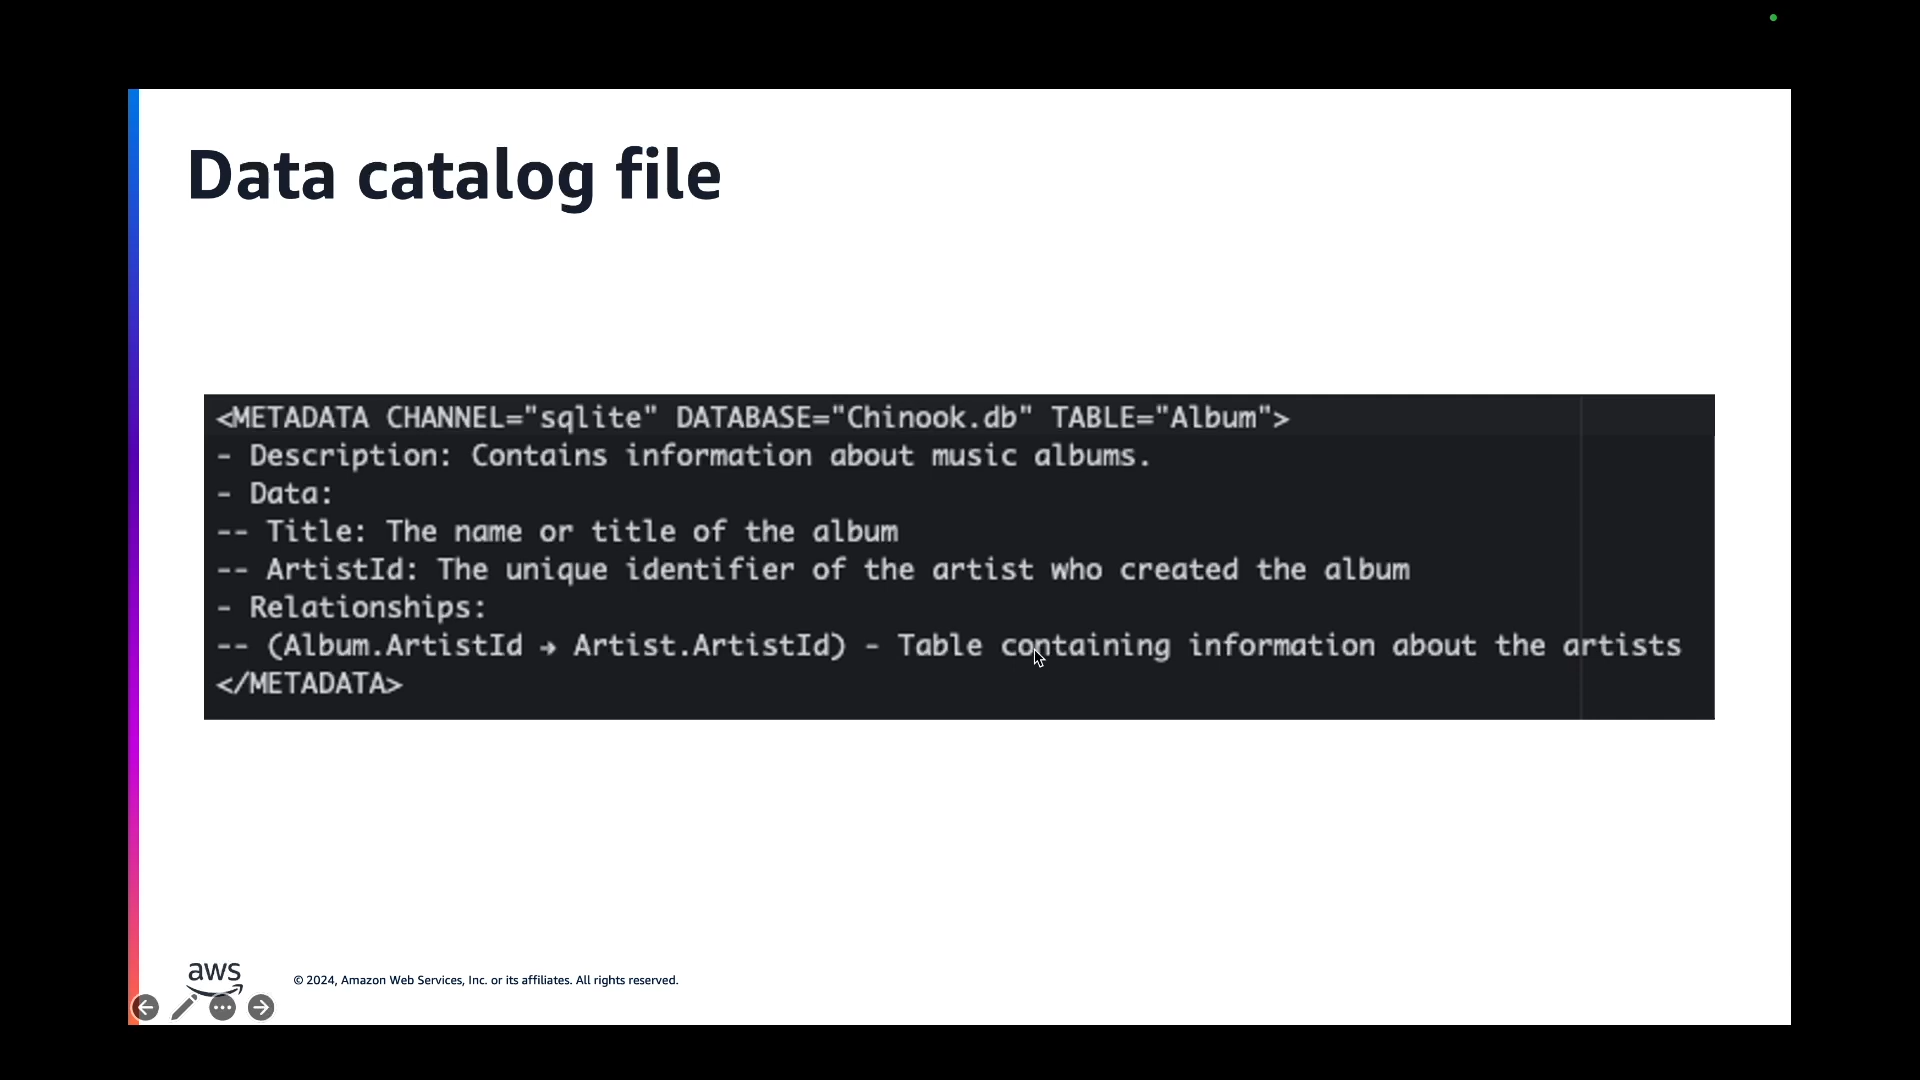 Data catalog file
<METADATA CHANNEL="sqlite" DATABASE="Chinook.db" TABLE="Album">
- Description: Contains information about music albums.
- Data:
-- Title: The name or title of the album
-- ArtistId: The unique identifier of the artist who created the album
- Relationships:
-- (Album.ArtistId → Artist.ArtistId) - Table containing information about the artists
</METADATA>
aws
© 2024, Amazon Web Services, Inc. or its affiliates. All rights reserved.